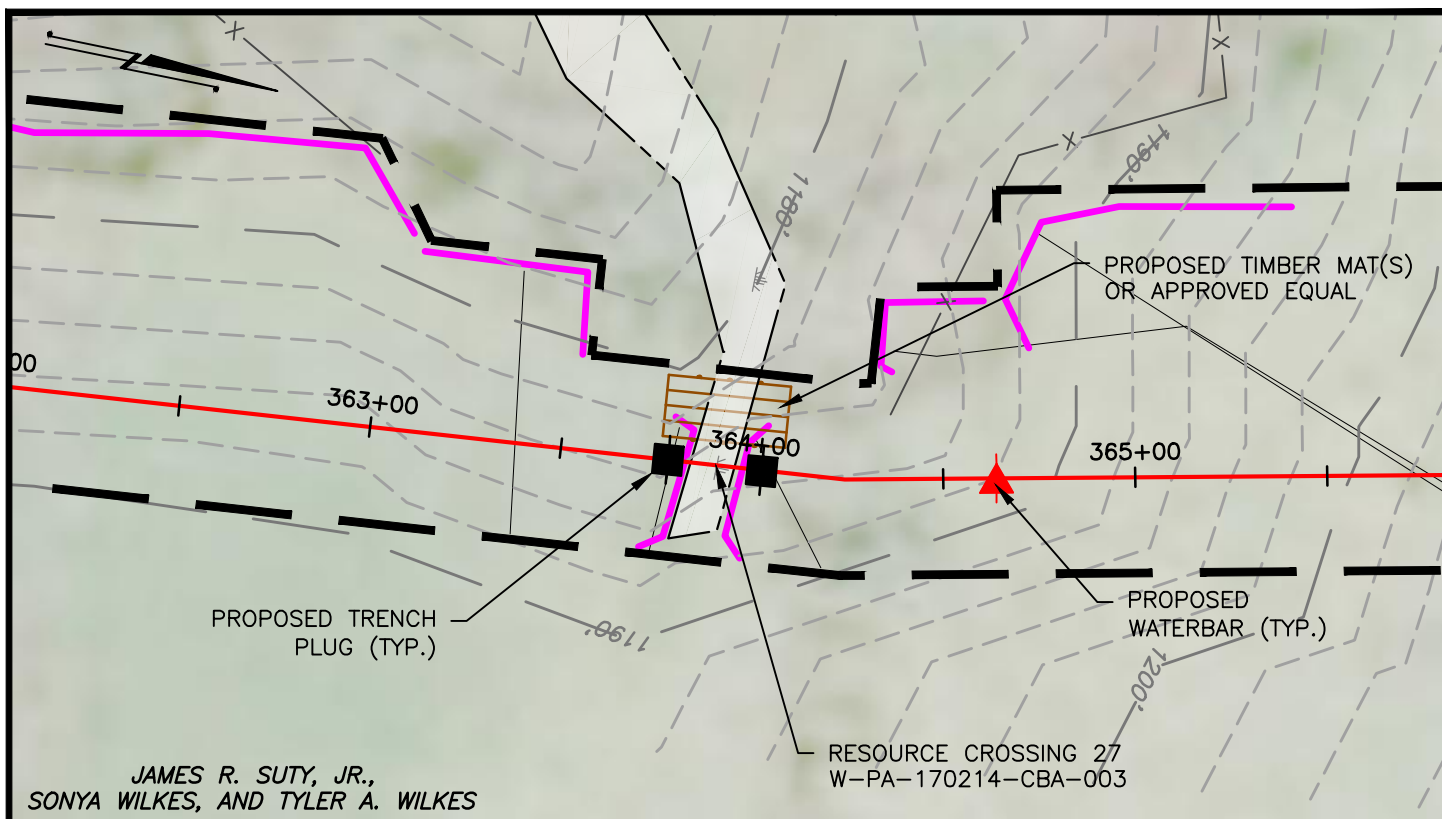 1180'
1190'
PROPOSED TIMBER MAT(S)
OR APPROVED EQUAL
00
363+00
364+00
365+00
PROPOSED TRENCH
PLUG (TYP.)
1190'
PROPOSED
WATERBAR (TYP.)
1200'
RESOURCE CROSSING 27
W-PA-170214-CBA-003
JAMES R. SUTY, JR.,
SONYA WILKES, AND TYLER A. WILKES